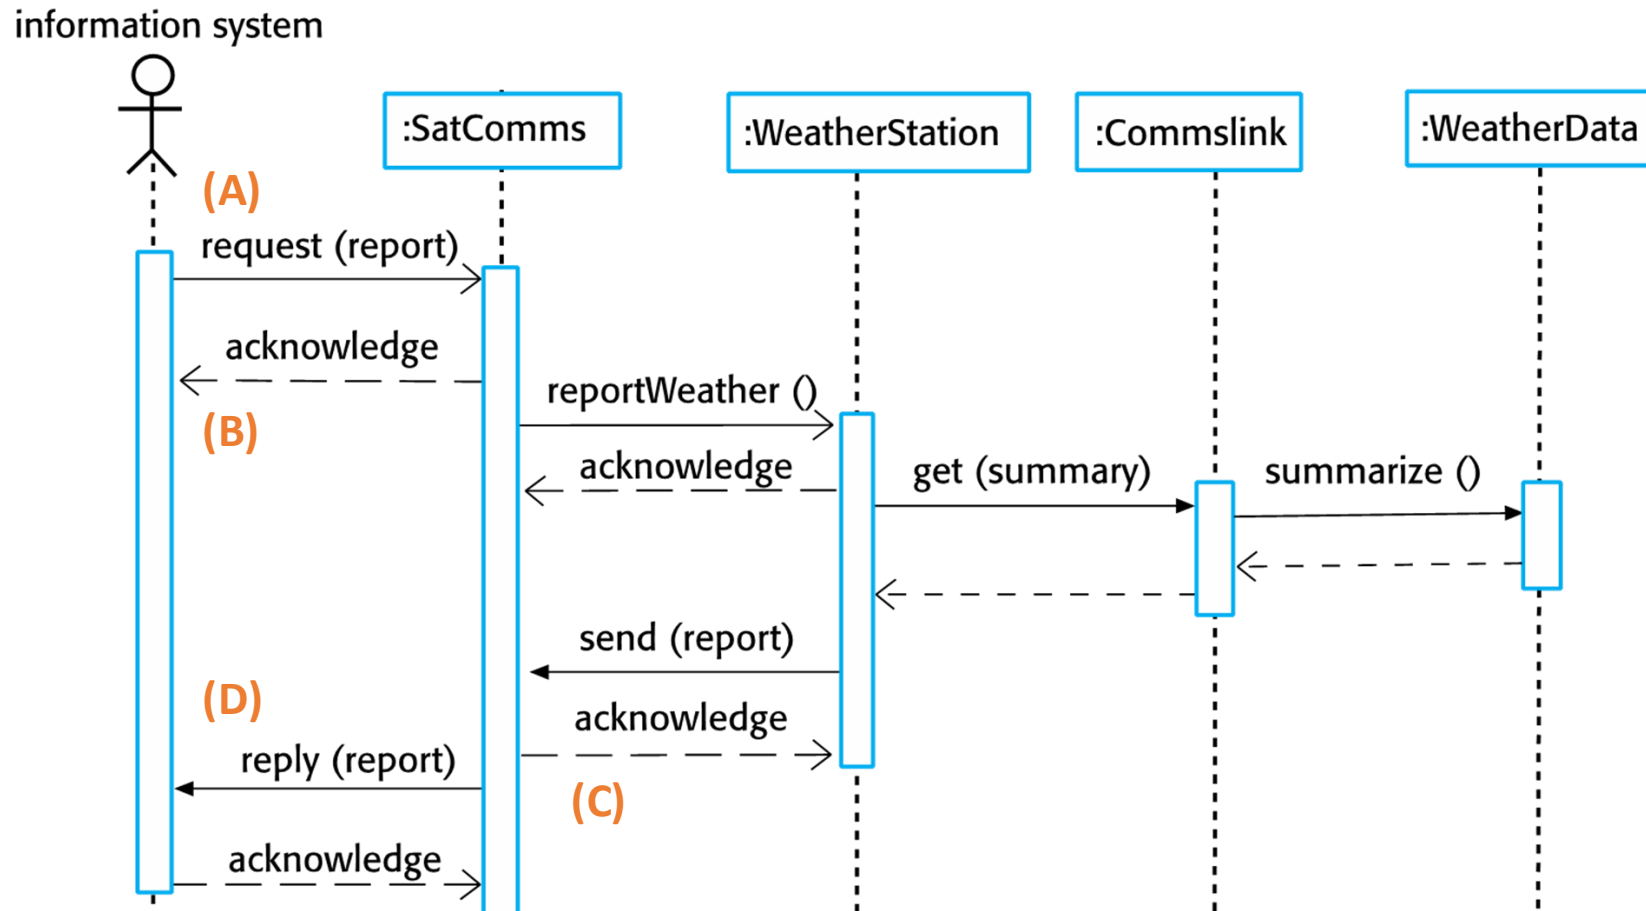 information system
:SatComms
:WeatherStation
:Commslink
:WeatherData
(A)
request (report)
acknowledge
(B)
reportWeather ()
acknowledge
get (summary)
summarize ()
send (report)
(D)
acknowledge
reply (report)
(C)
acknowledge